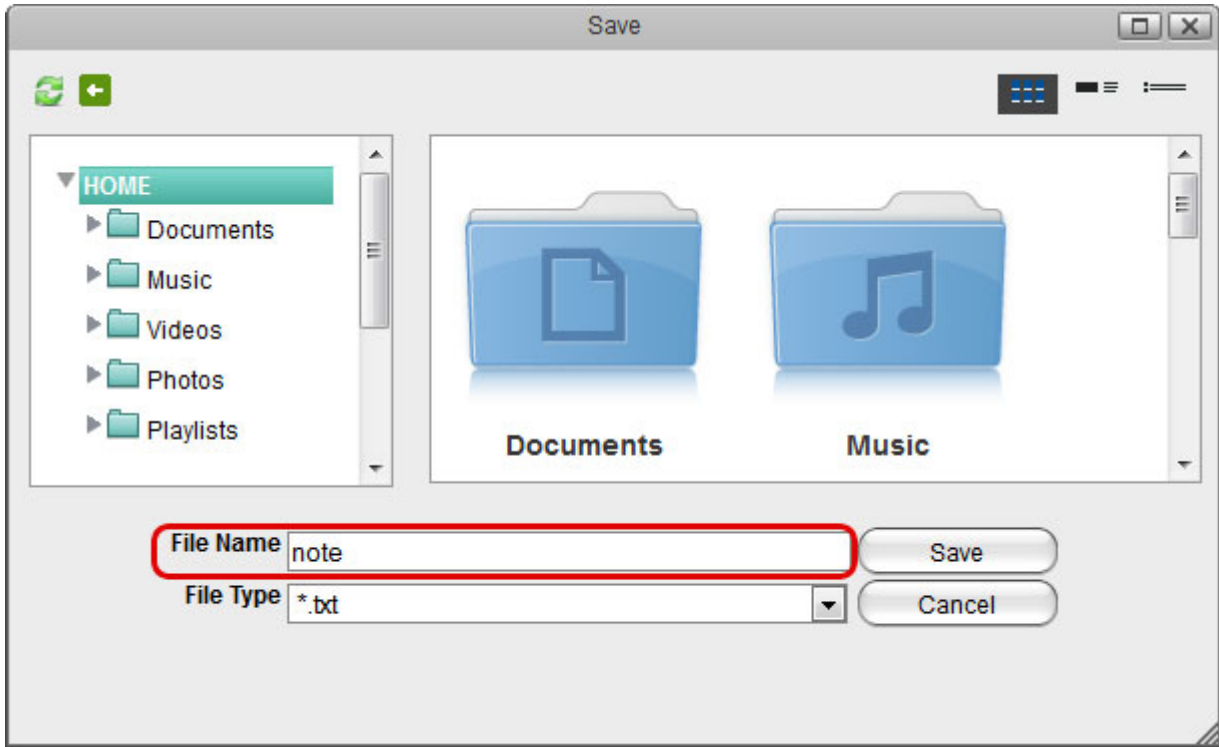 Save
HOME
Documents
Music
Videos
Photos
Playlists
Documents
Music
File Name
note
Save
File Type
*.txt
Cancel